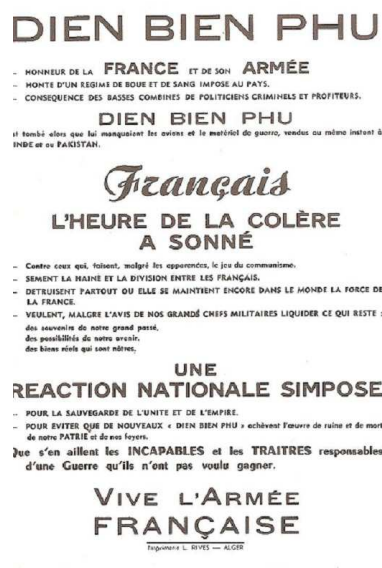 DIEN BIEN PHU
— HONNEUR DE LA FRANCE ET DE SON ARMÉE
— HONTE D'UN REGIME DE BOUE ET DE SANG IMPOSE AU PAYS.
— CONSEQUENCE DES BASSES COMBINES DE POLITICIENS CRIMINELS ET PROFITEURS.
DIEN BIEN PHU
st tombé alors que lui manquaient les avions et le matériel de guerre, vendus au même instant à
INDE et au PAKISTAN.
Français
L'HEURE DE LA COLÈRE
A SONNÉ
— Contre ceux qui, faisant, malgré les apparences, le jeu du communisme.
— SEMENT LA HAINE ET LA DIVISION ENTRE LES FRANÇAIS.
— DETRUISENT PARTOUT OU ELLE SE MAINTIENT ENCORE DANS LE MONDE LA FORCE DE
LA FRANCE.
— VEULENT, MALGRE L'AVIS DE NOS GRANDS CHEFS MILITAIRES LIQUIDER CE QUI RESTE :
des souvenirs de notre grand passé,
des possibilités de notre avenir,
des biens réels qui sont nôtres,
UNE
REACTION NATIONALE SIMPOSE
— POUR LA SAUVEGARDE DE L'UNITE ET DE L'EMPIRE.
— POUR EVITER QUE DE NOUVEAUX « DIEN BIEN PHU » achèvent l'œuvre de ruine et de mort
de notre PATRIE et de nos foyers.
Que s'en aillent les INCAPABLES et les TRAITRES responsables
d'une Guerre qu'ils n'ont pas voulu gagner.
VIVE L'ARMÉE
FRANÇAISE
Imprimerie L. RIVES — ALGER